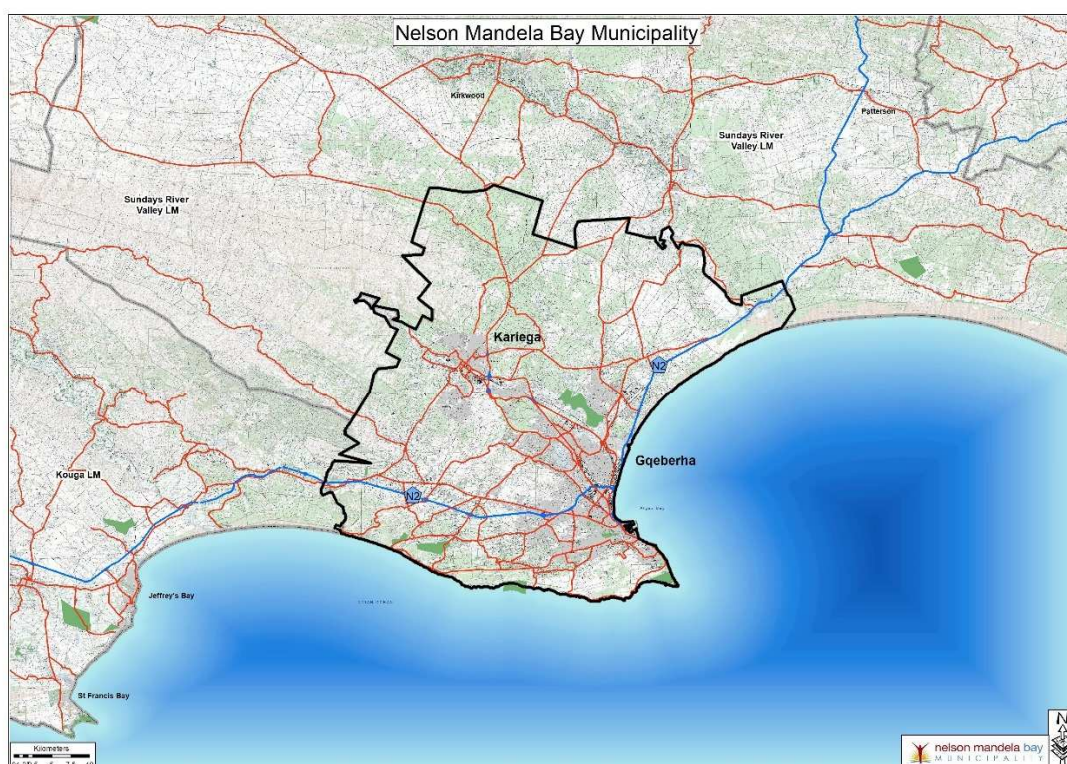 Nelson Mandela Bay Municipality
Kirkwood
Patterson
Sundays River
Valley LM
Sundays River
Valley LM
Kariega
N2
Gqeberha
Kouga LM
N2
Jeffrey's Bay
St Francis Bay
Kilometers
N
nelson mandela bay
MUNICIPALITY